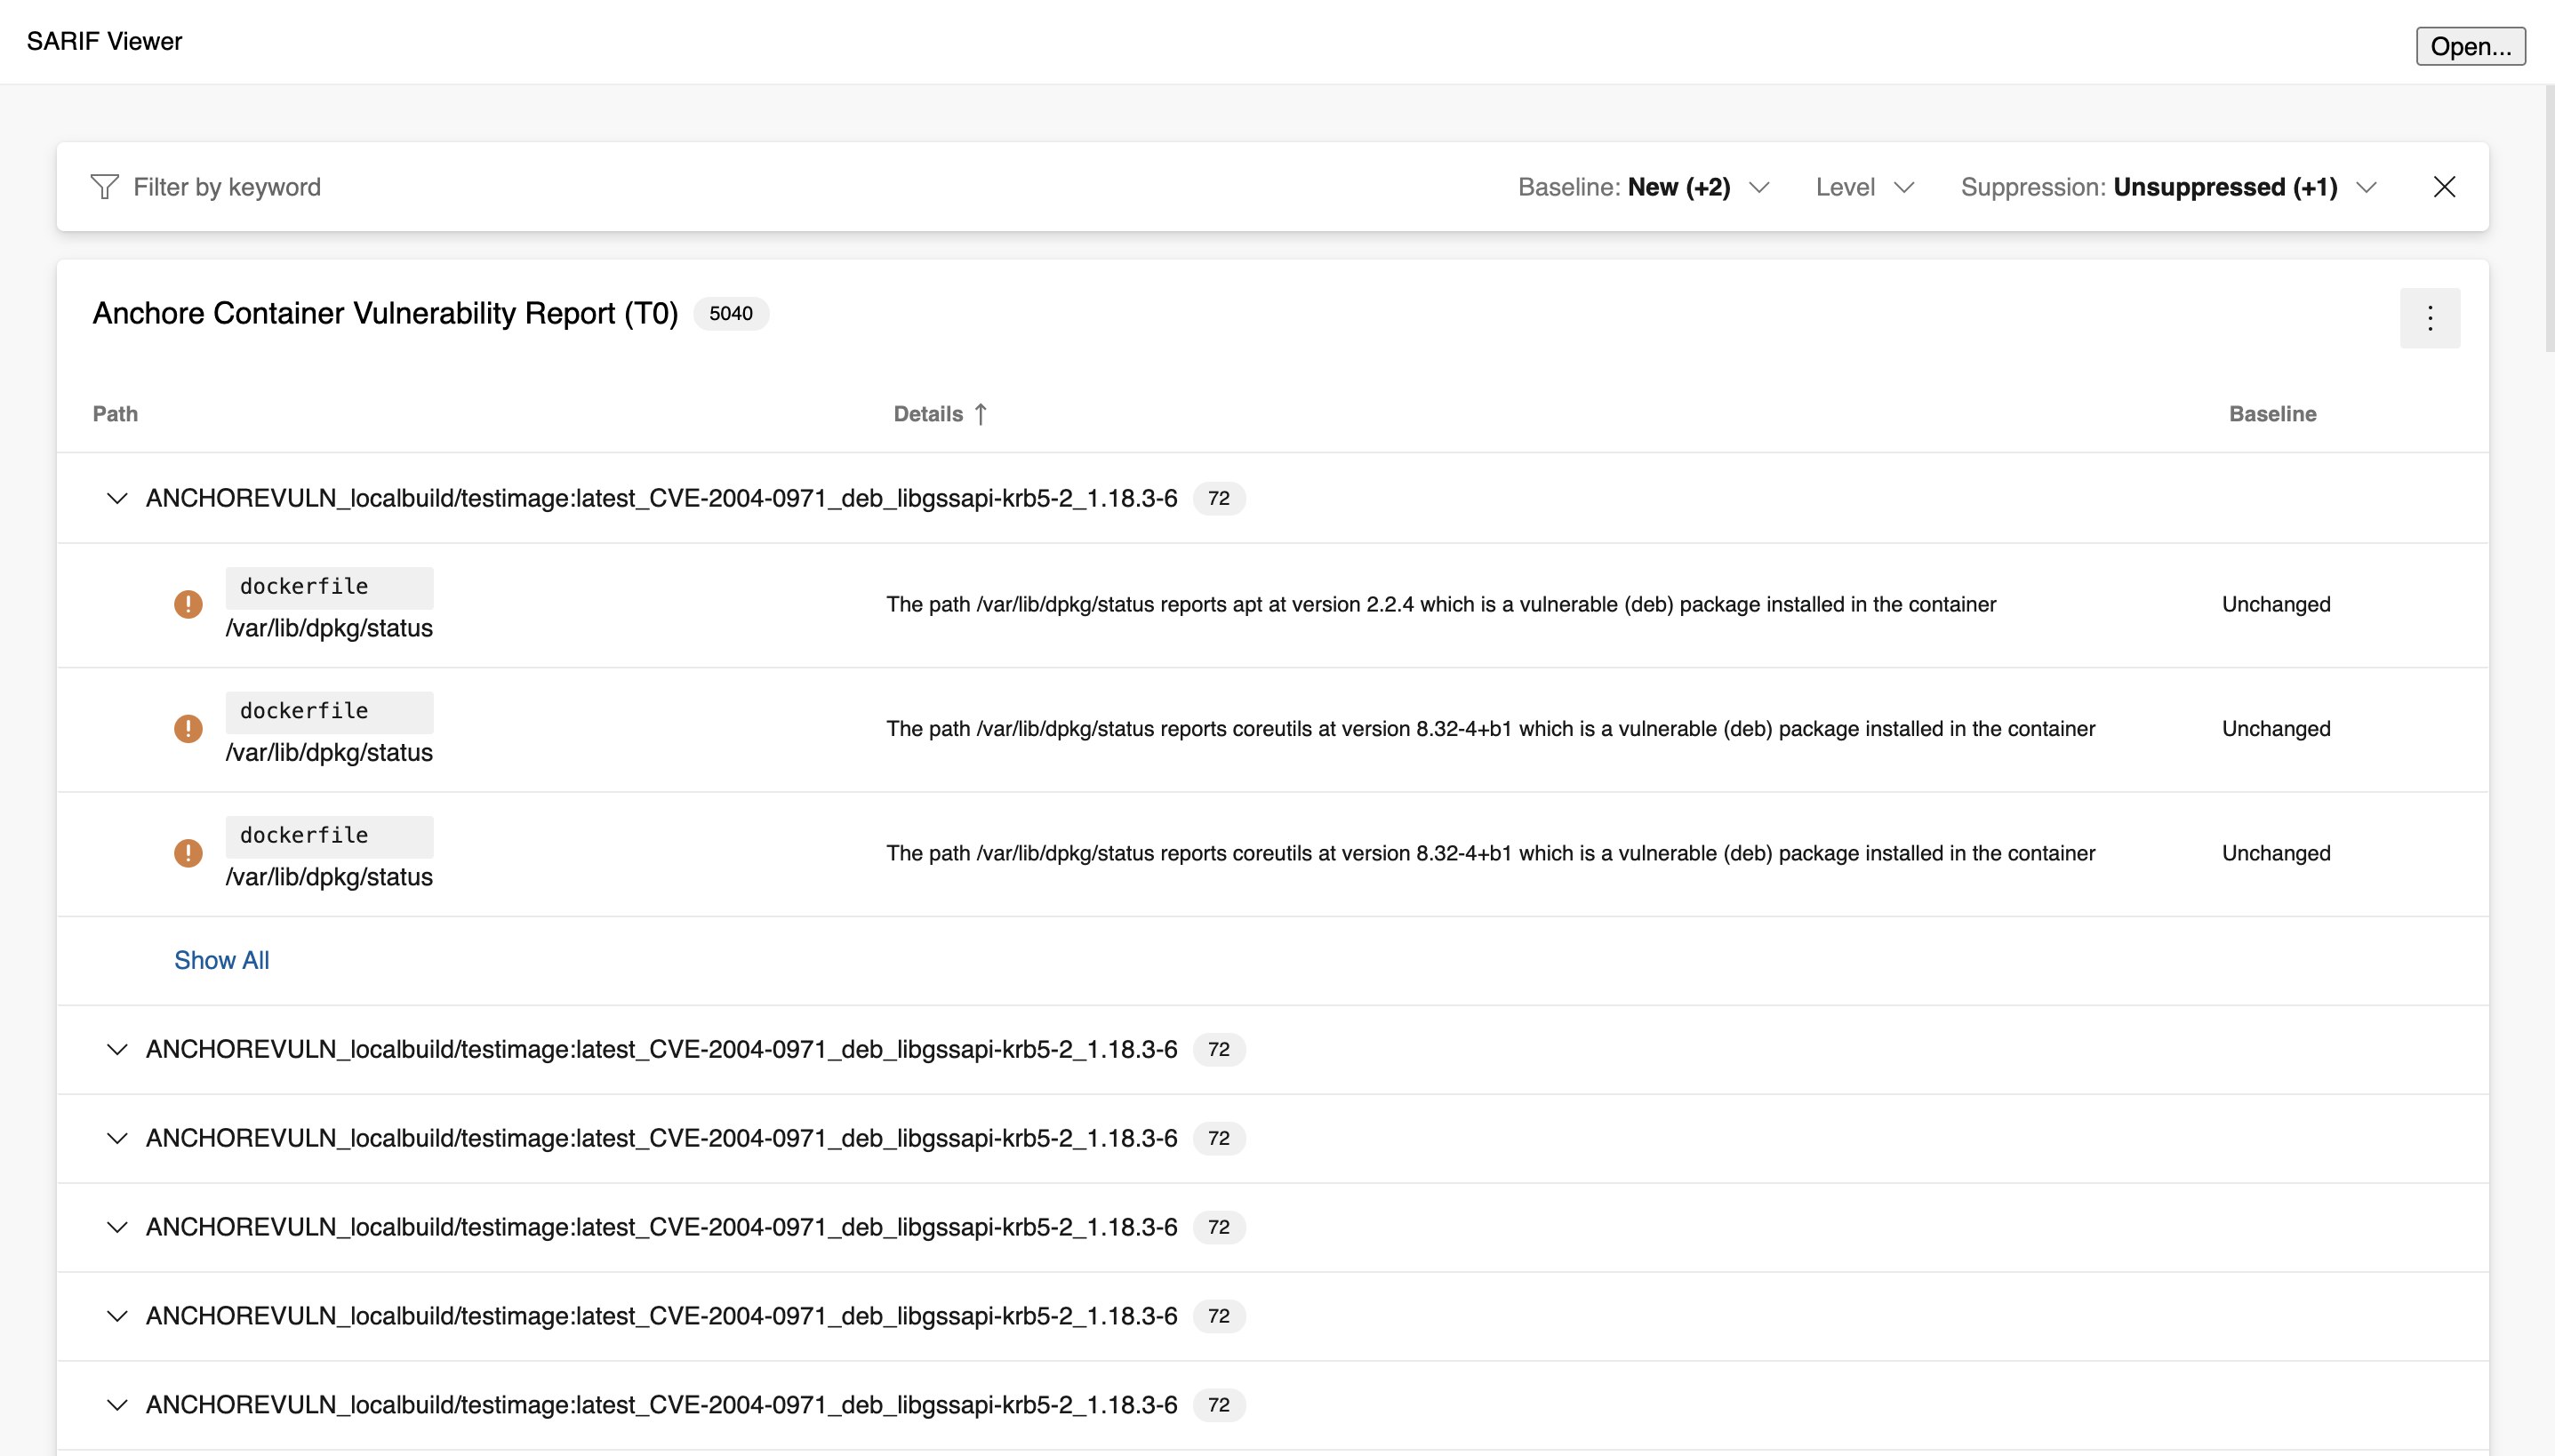 SARIF Viewer
Open...
Filter by keyword
Baseline: New (+2)
Level
Suppression: Unsuppressed (+1)
Anchore Container Vulnerability Report (T0) 5040
Path
Details
Baseline
ANCHOREVULN_localbuild/testimage:latest_CVE-2004-0971_deb_libgssapi-krb5-2_1.18.3-6 72
dockerfile
/var/lib/dpkg/status
The path /var/lib/dpkg/status reports apt at version 2.2.4 which is a vulnerable (deb) package installed in the container
Unchanged
dockerfile
/var/lib/dpkg/status
The path /var/lib/dpkg/status reports coreutils at version 8.32-4+b1 which is a vulnerable (deb) package installed in the container
Unchanged
dockerfile
/var/lib/dpkg/status
The path /var/lib/dpkg/status reports coreutils at version 8.32-4+b1 which is a vulnerable (deb) package installed in the container
Unchanged
Show All
ANCHOREVULN_localbuild/testimage:latest_CVE-2004-0971_deb_libgssapi-krb5-2_1.18.3-6 72
ANCHOREVULN_localbuild/testimage:latest_CVE-2004-0971_deb_libgssapi-krb5-2_1.18.3-6 72
ANCHOREVULN_localbuild/testimage:latest_CVE-2004-0971_deb_libgssapi-krb5-2_1.18.3-6 72
ANCHOREVULN_localbuild/testimage:latest_CVE-2004-0971_deb_libgssapi-krb5-2_1.18.3-6 72
ANCHOREVULN_localbuild/testimage:latest_CVE-2004-0971_deb_libgssapi-krb5-2_1.18.3-6 72